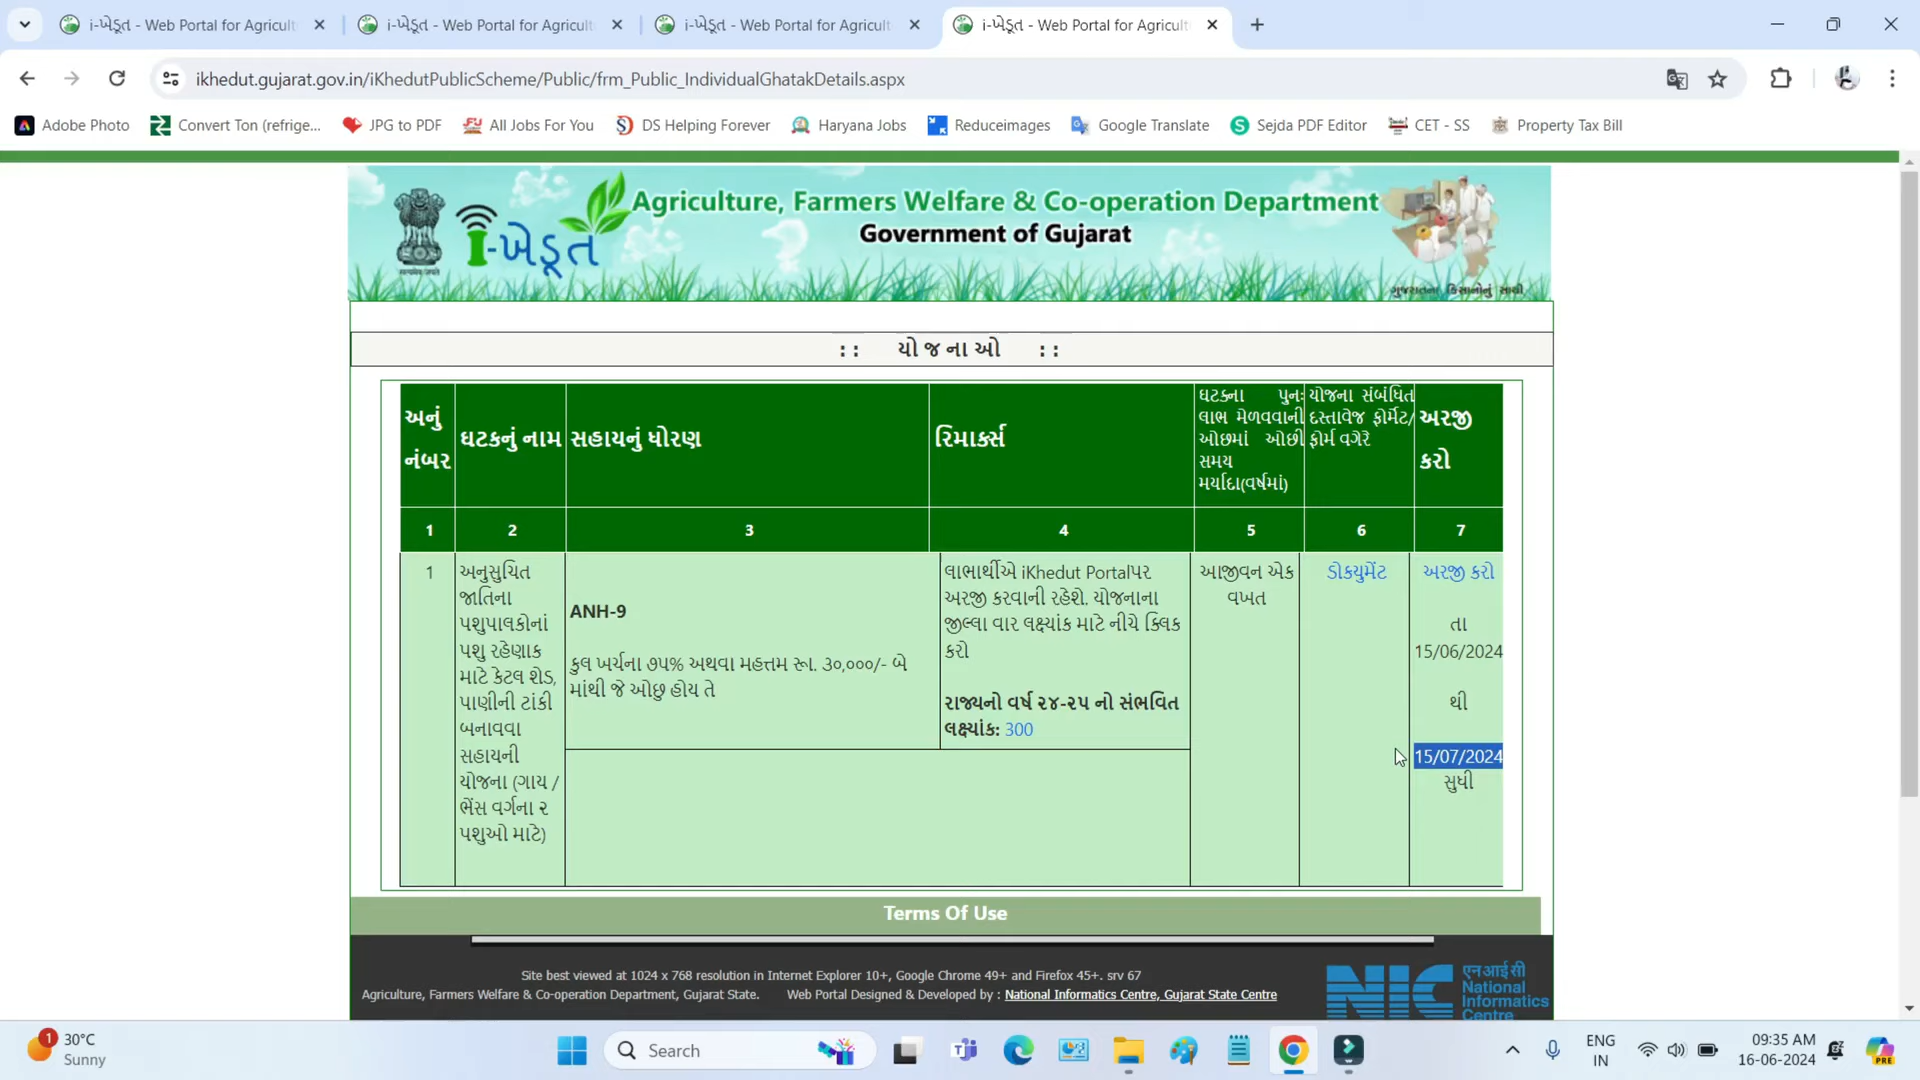 i-ખેડૂત - Web Portal for Agricult
i-ખેડૂત - Web Portal for Agricult
i-ખેડૂત - Web Portal for Agricult
i-ખેડૂત - Web Portal for Agricult
ikhedut.gujarat.gov.in/iKhedutPublicScheme/Public/frm_Public_IndividualGhatakDetails.aspx
Adobe Photo
Convert Ton (refrige...
JPG to PDF
All Jobs For You
DS Helping Forever
Haryana Jobs
Reduceimages
Google Translate
Sejda PDF Editor
CET - SS
Property Tax Bill
i-ખેડૂત
Agriculture, Farmers Welfare & Co-operation Department
Government of Gujarat
ગુજરાતના કિસાનોનું સાથી
:: યોજનાઓ ::
અનું
નંબર
ઘટકનું નામ
સહાયનું ધોરણ
રિમાર્ક્સ
ઘટકના પુનઃ
લાભ મેળવવાની
ઓછમાં ઓછી
સમય
મર્યાદા(વર્ષમાં)
યોજના સંબંધિત
દસ્તાવેજ ફોર્મેટ/
ફોર્મ વગેરે
અરજી
કરો
1 2 3 4 5 6 7
1
અનુસુચિત
જાતિના
પશુપાલકોનાં
પશુ રહેણાક
માટે કેટલ શેડ,
પાણીની ટાંકી
બનાવવા
સહાયની
યોજના (ગાય /
ભેંસ વર્ગના ૨
પશુઓ માટે)
ANH-9
કુલ ખર્ચના ૭૫% અથવા મહત્તમ રૂા. ૩૦,૦૦૦/- બે
માંથી જે ઓછુ હોય તે
લાભાર્થીએ iKhedut Portalપર
અરજી કરવાની રહેશે. યોજનાના
જીલ્લા વાર લક્ષ્યાંક માટે નીચે ક્લિક
કરો
રાજ્યનો વર્ષ ૨૪-૨૫ નો સંભવિત
લક્ષ્યાંક: 300
આજીવન એક
વખત
ડોક્યુમેંટ
અરજી કરો
તા
15/06/2024
થી
15/07/2024
સુધી
Terms Of Use
Site best viewed at 1024 x 768 resolution in Internet Explorer 10+, Google Chrome 49+ and Firefox 45+. srv 67
Agriculture, Farmers Welfare & Co-operation Department, Gujarat State. Web Portal Designed & Developed by : National Informatics Centre, Gujarat State Centre
NIC
एनआईसी
National
Informatics
Centre
1
30°C
Sunny
Search
ENG
IN
09:35 AM
16-06-2024
PRE